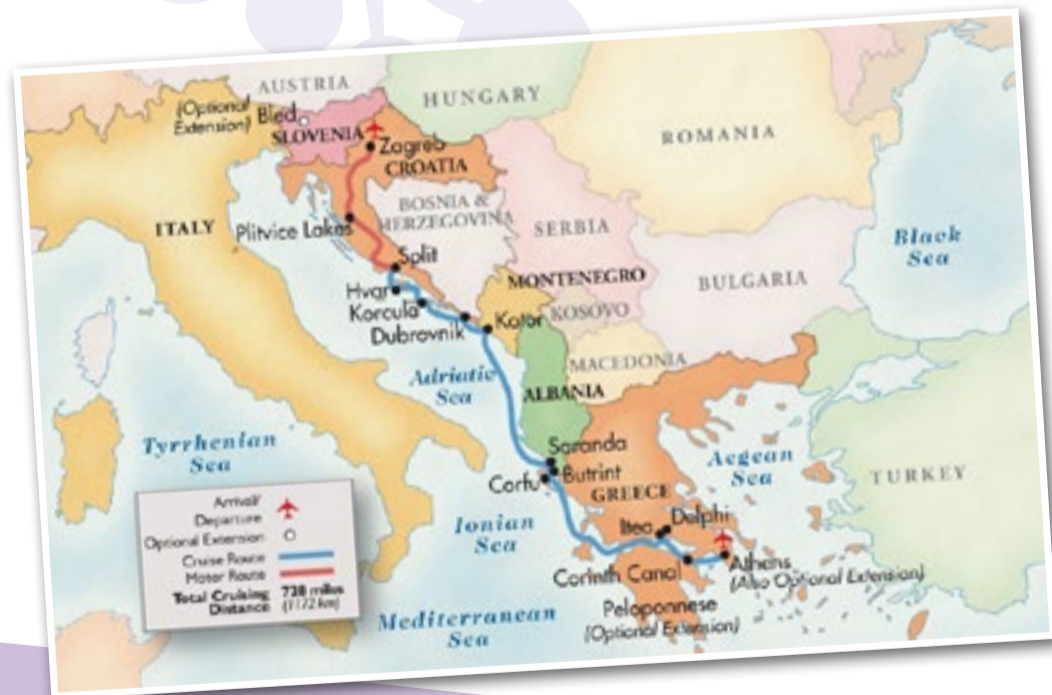 AUSTRIA
HUNGARY
(Optional
Extension)
Bled
SLOVENIA
Zagreb
CROATIA
ROMANIA
ITALY
BOSNIA &
HERZEGOVINA
Plitvice Lakes
SERBIA
Black
Sea
Split
MONTENEGRO
BULGARIA
Hvar
Korcula
Dubrovnik
Kotor
KOSOVO
MACEDONIA
Adriatic
Sea
ALBANIA
Tyrrhenian
Sea
Saranda
Butrint
Corfu
GREECE
Aegean
Sea
TURKEY
Ionian
Sea
Itea
Delphi
Corinth Canal
Athens
(Also Optional Extension)
Peloponnese
(Optional Extension)
Mediterranean
Sea
Arrival/
Departure
Optional Extension
Cruise Route
Motor Route
Total Cruising
Distance
728 miles
(1172 km)